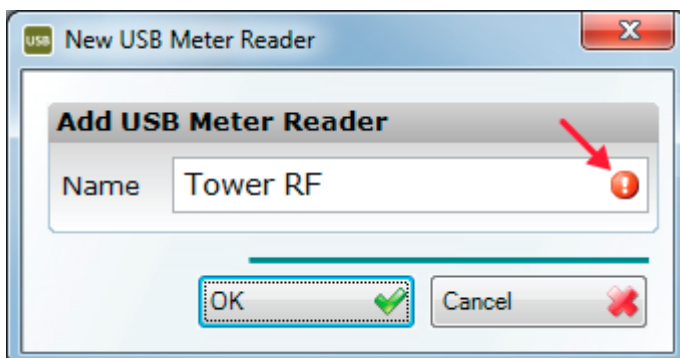 USB New USB Meter Reader
Add USB Meter Reader
Name Tower RF
OK Cancel